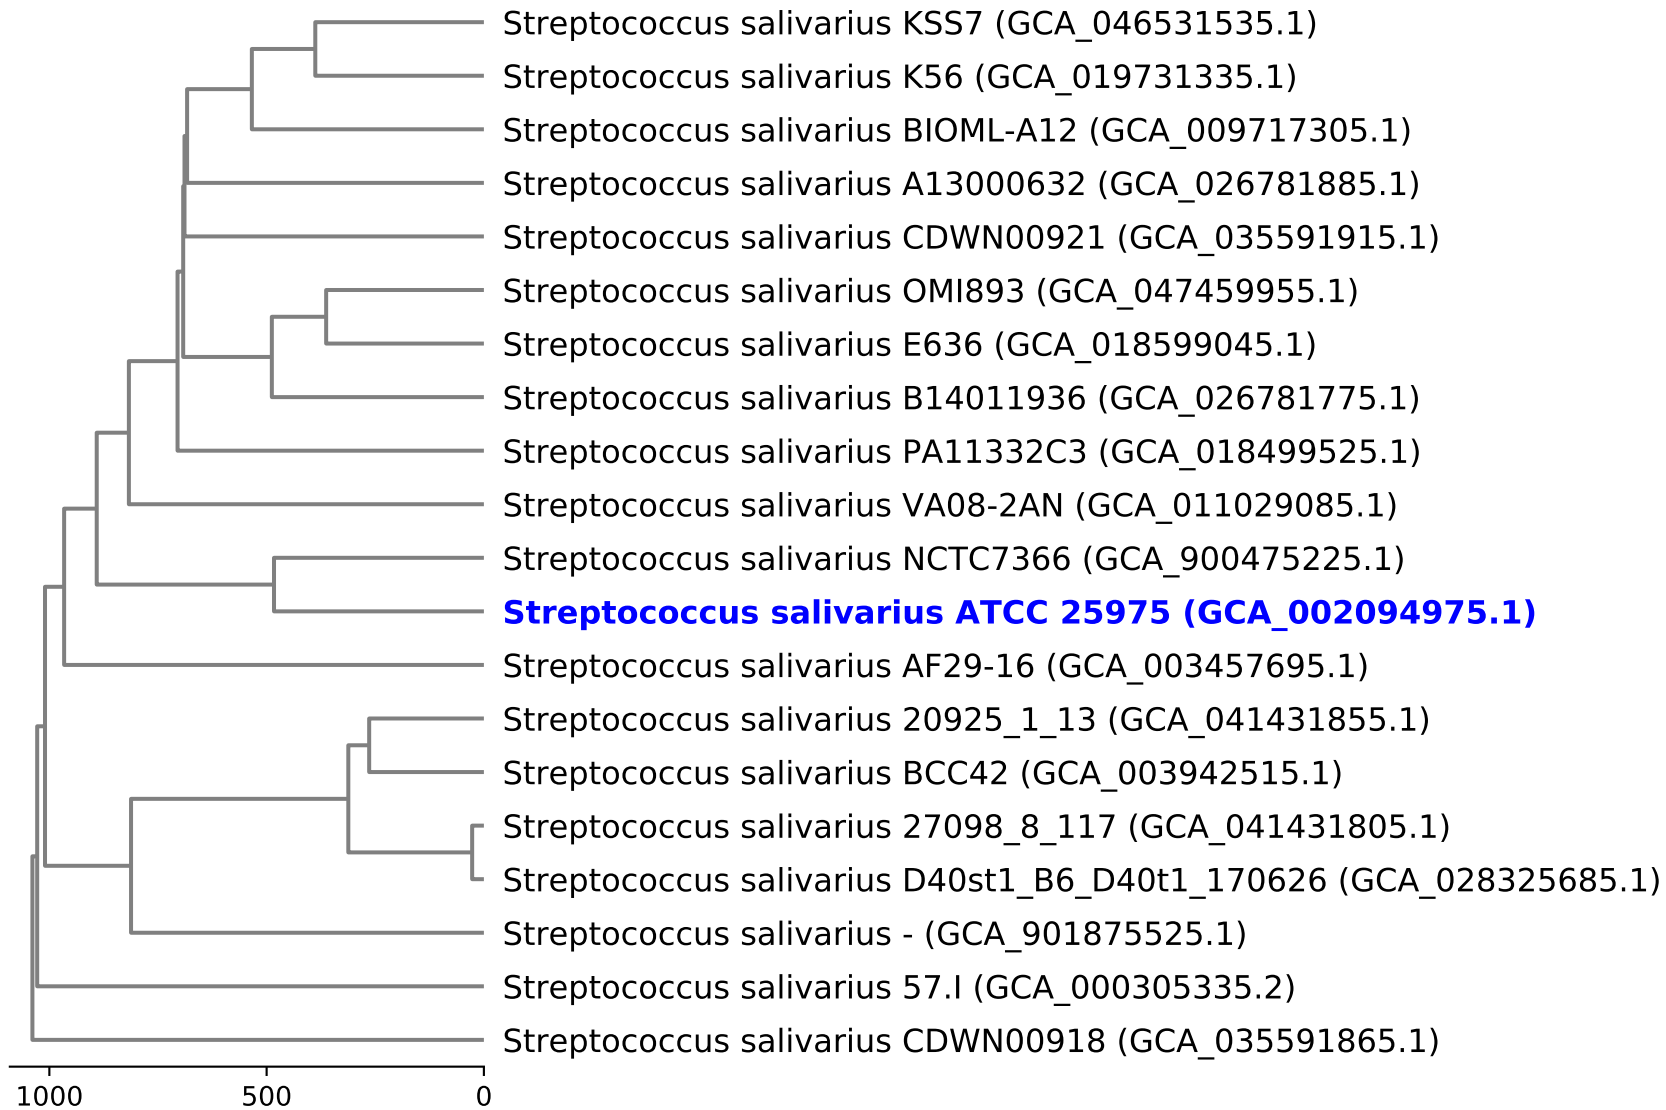 Streptococcus salivarius KSS7 (GCA_046531535.1)
Streptococcus salivarius K56 (GCA_019731335.1)
Streptococcus salivarius BIOML-A12 (GCA_009717305.1)
Streptococcus salivarius A13000632 (GCA_026781885.1)
Streptococcus salivarius CDWN00921 (GCA_035591915.1)
Streptococcus salivarius OMI893 (GCA_047459955.1)
Streptococcus salivarius E636 (GCA_018599045.1)
Streptococcus salivarius B14011936 (GCA_026781775.1)
Streptococcus salivarius PA11332C3 (GCA_018499525.1)
Streptococcus salivarius VA08-2AN (GCA_011029085.1)
Streptococcus salivarius NCTC7366 (GCA_900475225.1)
Streptococcus salivarius ATCC 25975 (GCA_002094975.1)
Streptococcus salivarius AF29-16 (GCA_003457695.1)
Streptococcus salivarius 20925_1_13 (GCA_041431855.1)
Streptococcus salivarius BCC42 (GCA_003942515.1)
Streptococcus salivarius 27098_8_117 (GCA_041431805.1)
Streptococcus salivarius D40st1_B6_D40t1_170626 (GCA_028325685.1)
Streptococcus salivarius - (GCA_901875525.1)
Streptococcus salivarius 57.I (GCA_000305335.2)
Streptococcus salivarius CDWN00918 (GCA_035591865.1)
1000 500 0